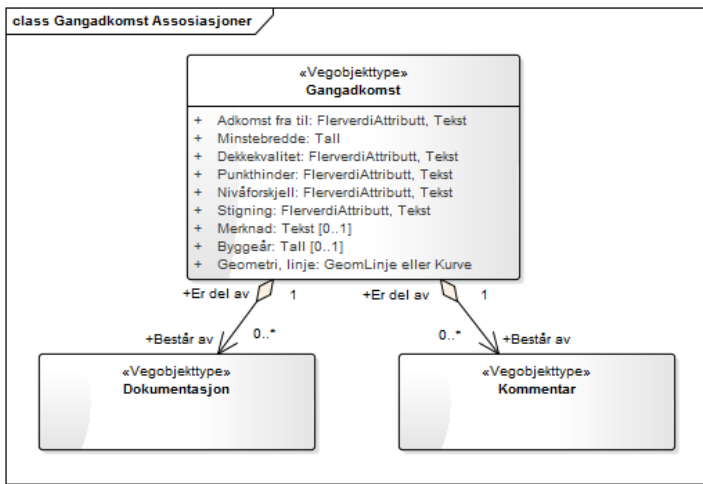 class Gangadkomst Assosiasjoner
«Vegobjekttype»
Gangadkomst
+ Adkomst fra til: FlerverdiAttributt, Tekst
+ Minstebredde: Tall
+ Dekkekvalitet: FlerverdiAttributt, Tekst
+ Punkthinder: FlerverdiAttributt, Tekst
+ Nivåforskjell: FlerverdiAttributt, Tekst
+ Stigning: FlerverdiAttributt, Tekst
+ Merknad: Tekst [0..1]
+ Byggeår: Tall [0..1]
+ Geometri, linje: GeomLinje eller Kurve
+Er del av 1 +Er del av 1
+Består av 0..* 0..* +Består av
«Vegobjekttype» «Vegobjekttype»
Dokumentasjon Kommentar